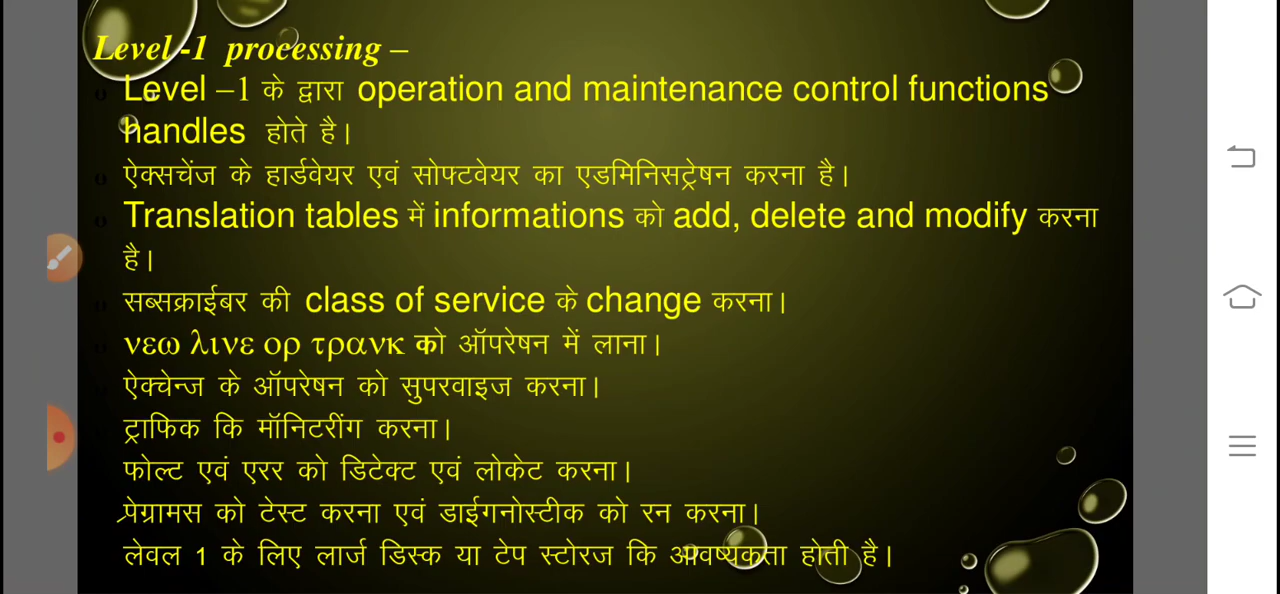 Level -1 processing –
Level –1 के द्वारा operation and maintenance control functions
handles होते है।
ऐक्सचेंज के हार्डवेयर एवं सोफ्टवेयर का एडमिनिसट्रेषन करना है।
Translation tables में informations को add, delete and modify करना
है।
सब्सक्राईबर की class of service के change करना।
νεω λινε ορ τρανκ को ऑपरेषन में लाना।
ऐक्चेन्ज के ऑपरेषन को सुपरवाइज करना।
ट्राफिक कि मॉनिटरींग करना।
फोल्ट एवं एरर को डिटेक्ट एवं लोकेट करना।
पेग्रामस को टेस्ट करना एवं डाईगनोस्टीक को रन करना।
लेवल 1 के लिए लार्ज डिस्क या टेप स्टोरज कि आवष्यकता होती है।